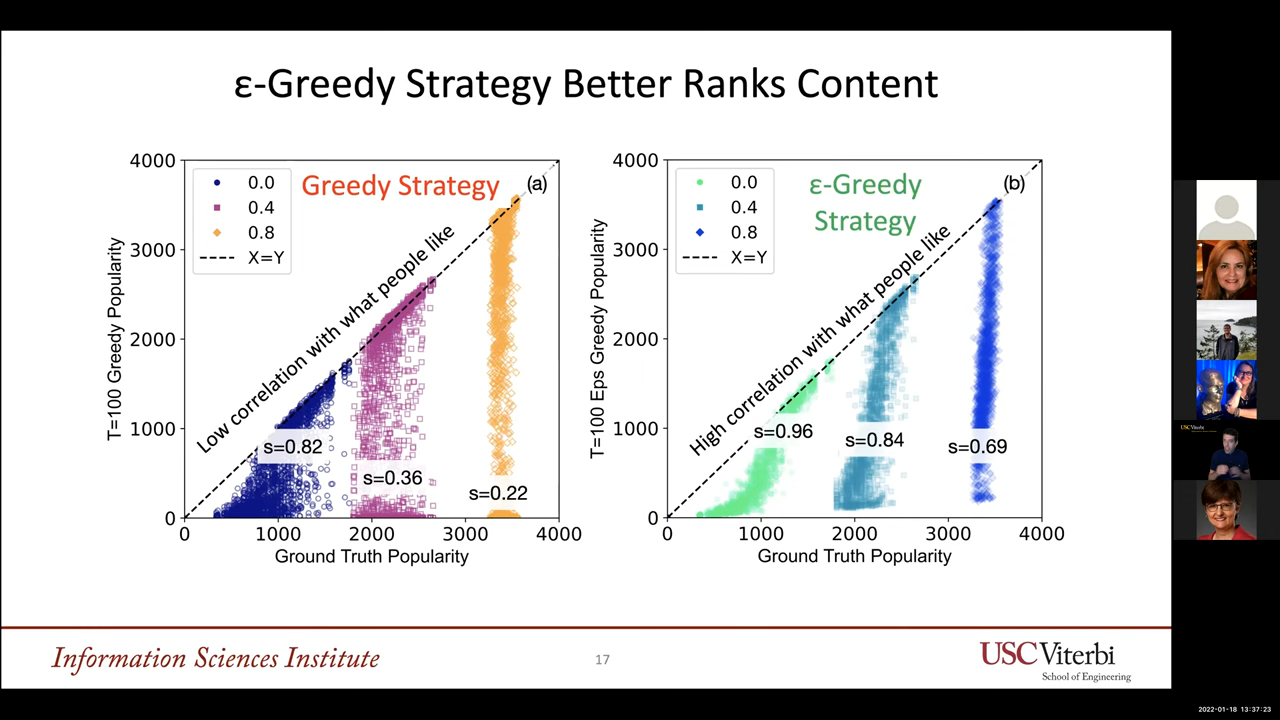 ε-Greedy Strategy Better Ranks Content
4000
3000
2000
1000
0
0
1000
2000
3000
4000
T=100 Greedy Popularity
Ground Truth Popularity
0.0
0.4
0.8
X=Y
Greedy Strategy
(a)
Low correlation with what people like
s=0.82
s=0.36
s=0.22
4000
3000
2000
1000
0
0
1000
2000
3000
4000
T=100 Eps Greedy Popularity
Ground Truth Popularity
0.0
0.4
0.8
X=Y
ε-Greedy
Strategy
(b)
High correlation with what people like
s=0.96
s=0.84
s=0.69
Information Sciences Institute
17
USC Viterbi
School of Engineering
USC Viterbi
2022-01-18 13:37:23